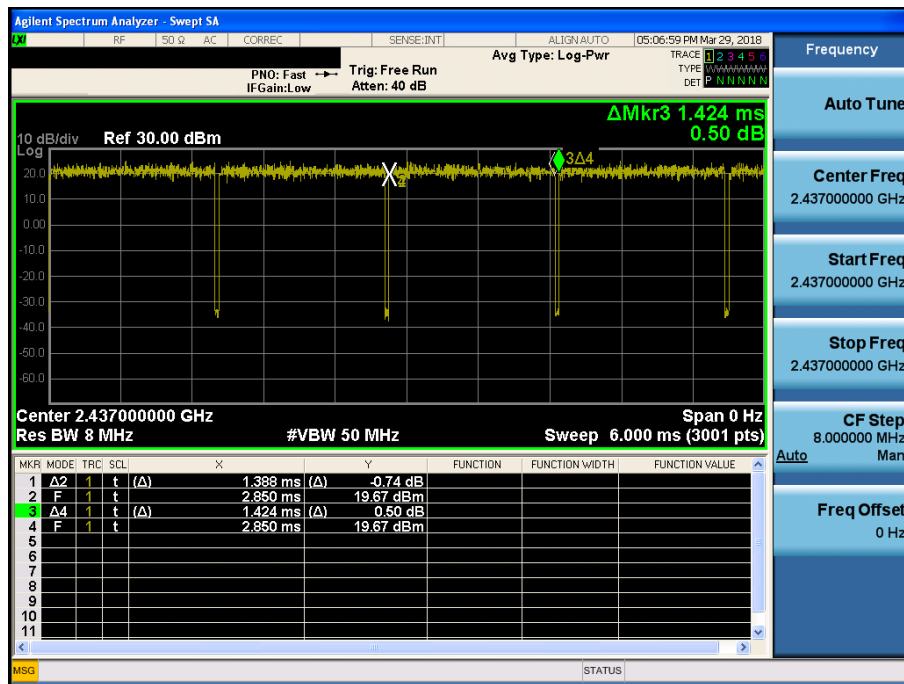 Agilent Spectrum Analyzer - Swept SA
LXI RF 50 Ω AC CORREC SENSE:INT ALIGN AUTO 05:06:59 PM Mar 29, 2018
Avg Type: Log-Pwr
TRACE 1 2 3 4 5 6
TYPE WWWWWW
DET P N N N N N
PNO: Fast Trig: Free Run
IFGain:Low Atten: 40 dB
ΔMkr3 1.424 ms
0.50 dB
10 dB/div Ref 30.00 dBm
Log
20.0
10.0
0.00
-10.0
-20.0
-30.0
-40.0
-50.0
-60.0
3Δ4
Center 2.437000000 GHz Span 0 Hz
Res BW 8 MHz #VBW 50 MHz Sweep 6.000 ms (3001 pts)
MKR MODE TRC SCL X Y FUNCTION FUNCTION WIDTH FUNCTION VALUE
1 Δ2 1 t (Δ) 1.388 ms (Δ) -0.74 dB
2 F 1 t 2.850 ms 19.67 dBm
3 Δ4 1 t (Δ) 1.424 ms (Δ) 0.50 dB
4 F 1 t 2.850 ms 19.67 dBm
5
6
7
8
9
10
11
MSG STATUS
Frequency
Auto Tune
Center Freq
2.437000000 GHz
Start Freq
2.437000000 GHz
Stop Freq
2.437000000 GHz
CF Step
8.000000 MHz
Auto Man
Freq Offset
0 Hz